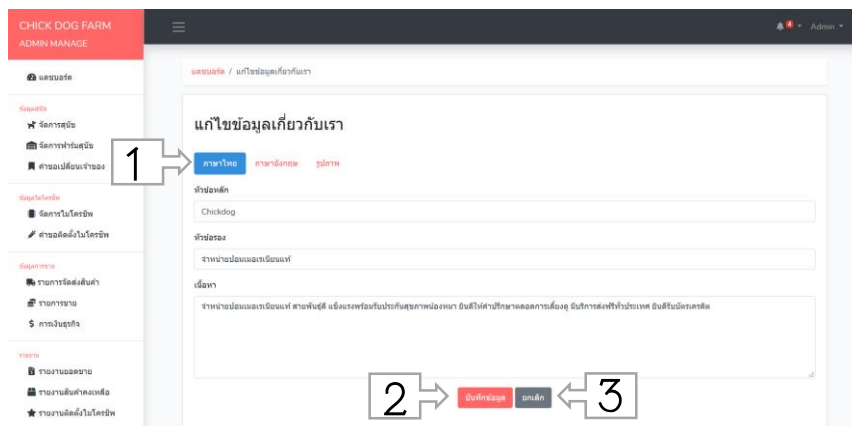 CHICK DOG FARM
ADMIN MANAGE
4
Admin
แดชบอร์ด
แดชบอร์ด / แก้ไขข้อมูลเกี่ยวกับเรา
ข้อมูลสุนัข
จัดการสุนัข
จัดการฟาร์มสุนัข
คำขอเปลี่ยนเจ้าของ
ข้อมูลไมโครชิพ
จัดการไมโครชิพ
คำขอติดตั้งไมโครชิพ
ข้อมูลการขาย
รายการจัดส่งสินค้า
รายการขาย
การเงินธุรกิจ
รายงาน
รายงานยอดขาย
รายงานสินค้าคงเหลือ
รายงานติดตั้งไมโครชิพ
แก้ไขข้อมูลเกี่ยวกับเรา
1
ภาษาไทย ภาษาอังกฤษ รูปภาพ
หัวข้อหลัก
Chickdog
หัวข้อรอง
จำหน่ายปอมเมอเรเนียนแท้
เนื้อหา
จำหน่ายปอมเมอเรเนียนแท้ สายพันธุ์ดี แข็งแรงพร้อมรับประกันสุขภาพน้องหมา ยินดีให้คำปรึกษาตลอดการเลี้ยงดู มีบริการส่งฟรีทั่วประเทศ ยินดีรับบัตรเครดิต
2 บันทึกข้อมูล ยกเลิก 3